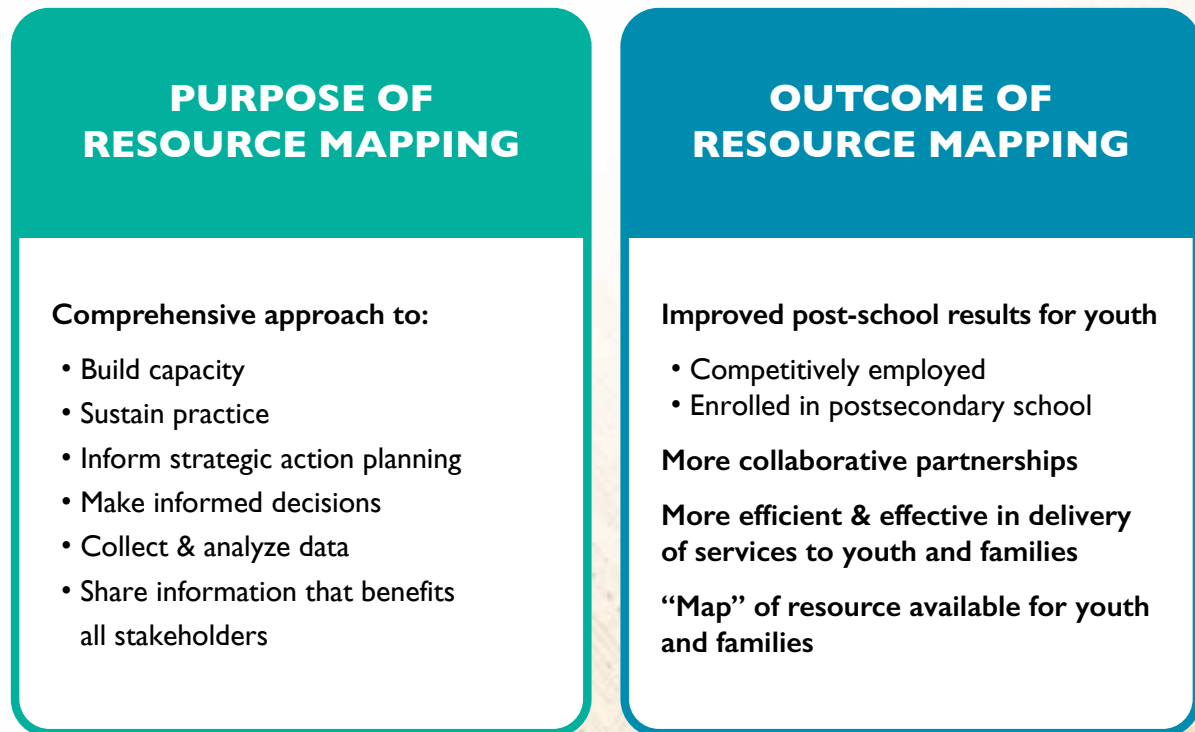 PURPOSE OF
RESOURCE MAPPING
Comprehensive approach to:
• Build capacity
• Sustain practice
• Inform strategic action planning
• Make informed decisions
• Collect & analyze data
• Share information that benefits
all stakeholders
OUTCOME OF
RESOURCE MAPPING
Improved post-school results for youth
• Competitively employed
• Enrolled in postsecondary school
More collaborative partnerships
More efficient & effective in delivery
of services to youth and families
“Map” of resource available for youth
and families